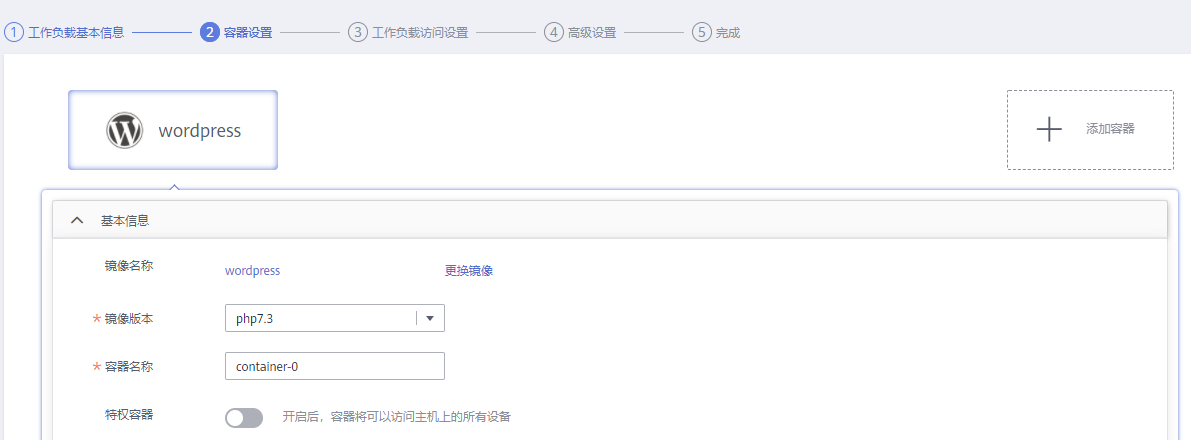 1 工作负载基本信息 2 容器设置 3 工作负载访问设置 4 高级设置 5 完成
wordpress 添加容器
基本信息
镜像名称 wordpress 更换镜像
* 镜像版本 php7.3
* 容器名称 container-0
特权容器 开启后，容器将可以访问主机上的所有设备